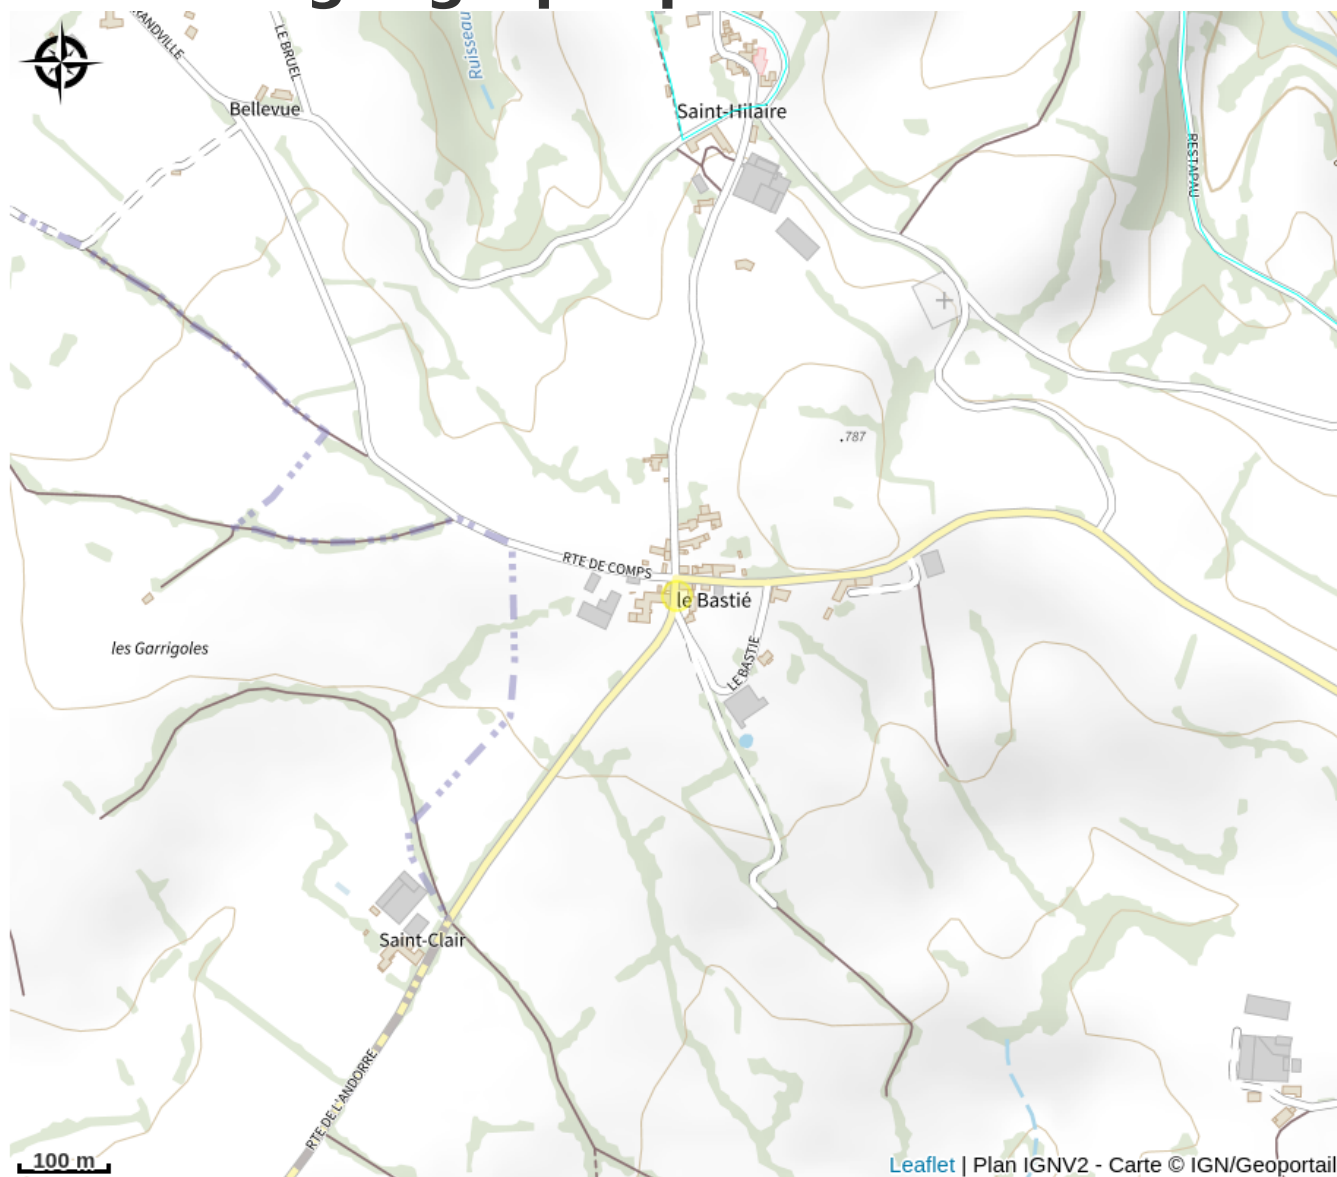 RANDVILLE
LE BRUEL
Ruisseau
Bellevue
Saint-Hilaire
RESTAPAU
.787
RTE DE COMPS
le Bastié
les Garrigoles
LE BASTIE
Saint-Clair
RTE DE L'ANDORRE
100 m
Leaflet | Plan IGNV2 - Carte © IGN/Geoportail